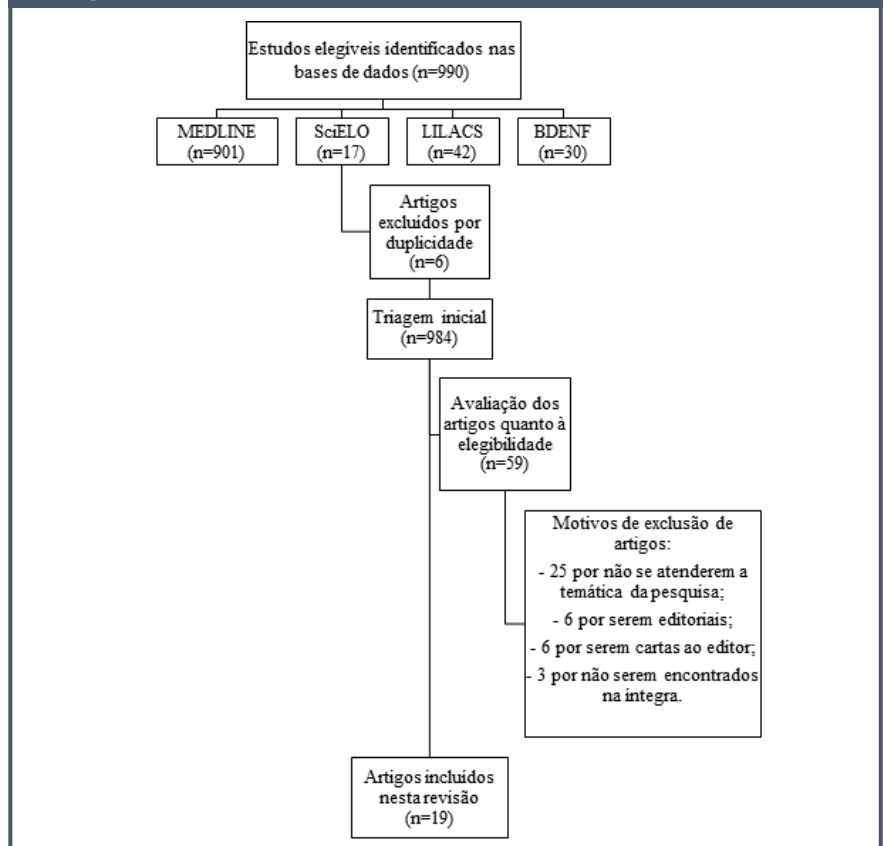 Estudos elegíveis identificados nas
bases de dados (n=990)
MEDLINE
(n=901)
SciELO
(n=17)
LILACS
(n=42)
BDENF
(n=30)
Artigos
excluidos por
duplicidade
(n=6)
Triagem inicial
(n=984)
Avaliação dos
artigos quanto à
elegibilidade
(n=59)
Motivos de exclusão de
artigos:
- 25 por não se atenderem a
temática da pesquisa;
- 6 por serem editoriais;
- 6 por serem cartas ao editor;
- 3 por não serem encontrados
na integra.
Artigos incluidos
nesta revisão
(n=19)